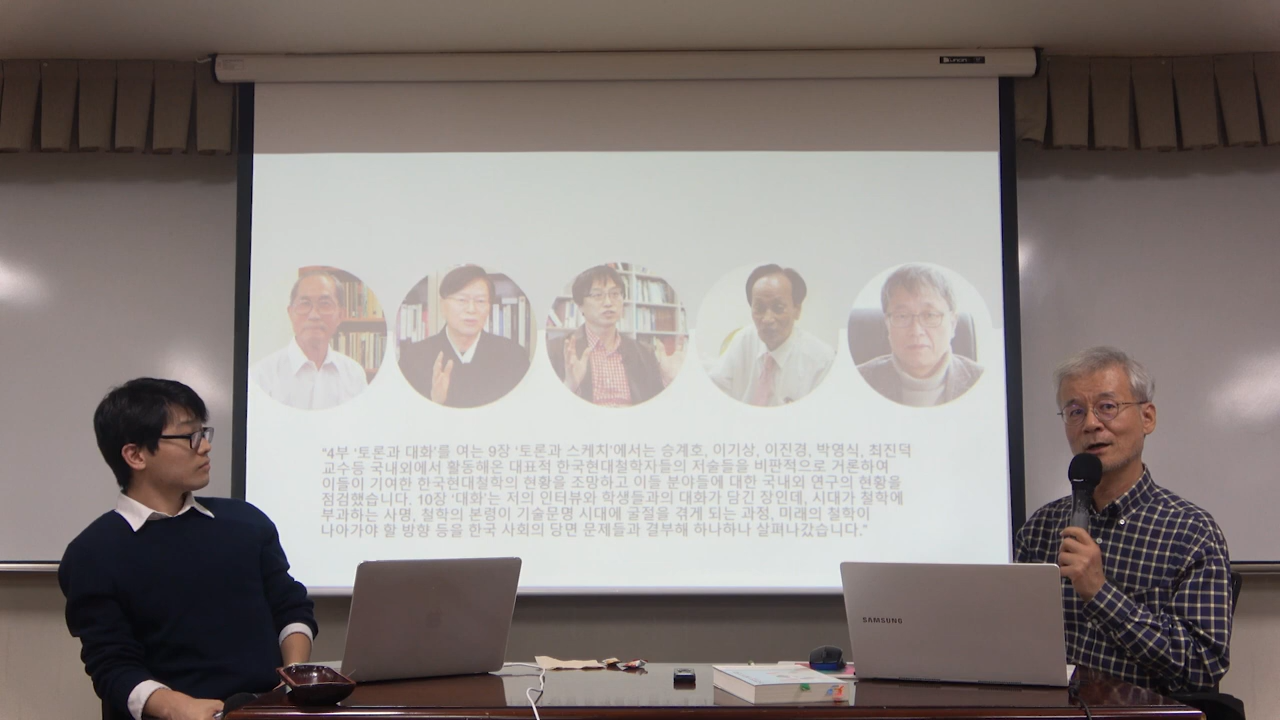 "4부 '토론과 대화'를 여는 9장 '토론과 스케치'에서는 승계호, 이기상, 이진경, 박영식, 최진덕
교수등 국내외에서 활동해온 대표적 한국현대철학자들의 저술들을 비판적으로 거론하여
이들이 기여한 한국현대철학의 현황을 조망하고 이들 분야들에 대한 국내외 연구의 현황을
점검했습니다. 10장 '대화'는 저의 인터뷰와 학생들과의 대화가 담긴 장인데, 시대가 철학에
부과하는 사명, 철학의 본령이 기술문명 시대에 굴절을 겪게 되는 과정, 미래의 철학이
나아가야 할 방향 등을 한국 사회의 당면 문제들과 결부해 하나하나 살펴나갔습니다."
SAMSUNG